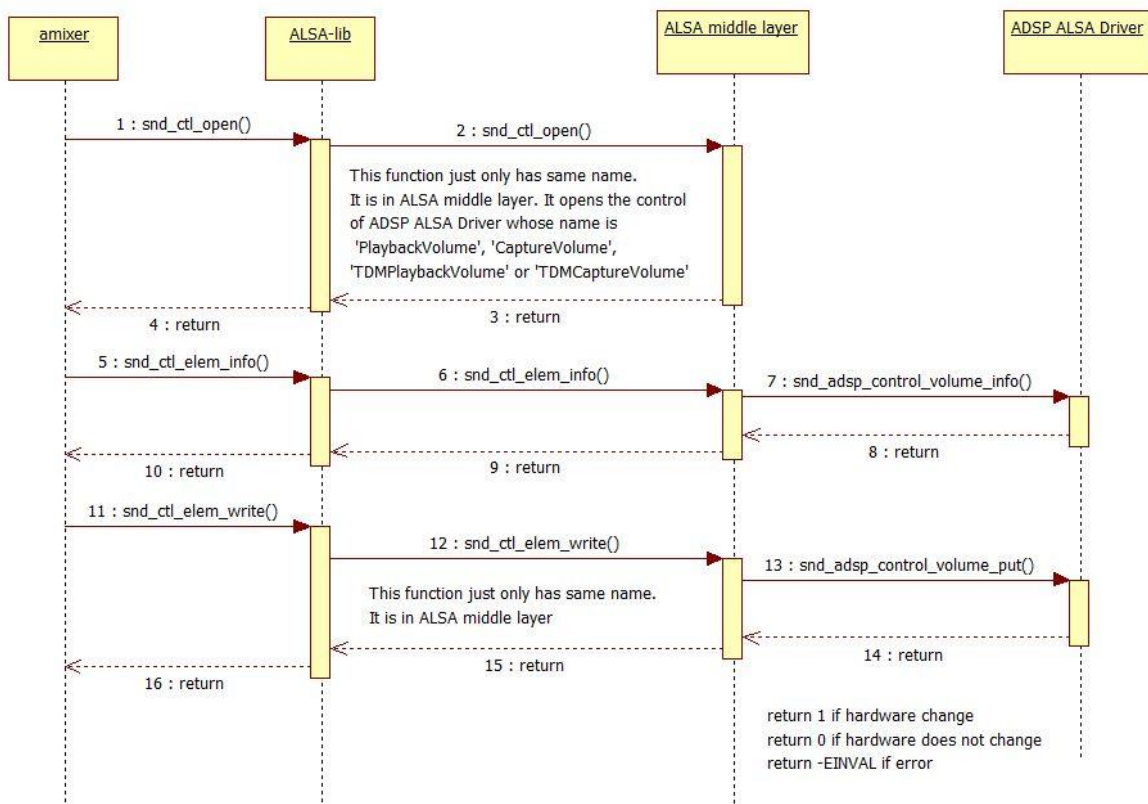 amixer
ALSA-lib
ALSA middle layer
ADSP ALSA Driver
1 : snd_ctl_open()
2 : snd_ctl_open()
This function just only has same name.
It is in ALSA middle layer. It opens the control
of ADSP ALSA Driver whose name is
'PlaybackVolume', 'CaptureVolume',
'TDMPlaybackVolume' or 'TDMCaptureVolume'
3 : return
4 : return
5 : snd_ctl_elem_info()
6 : snd_ctl_elem_info()
7 : snd_adsp_control_volume_info()
8 : return
9 : return
10 : return
11 : snd_ctl_elem_write()
12 : snd_ctl_elem_write()
13 : snd_adsp_control_volume_put()
This function just only has same name.
It is in ALSA middle layer
14 : return
15 : return
16 : return
return 1 if hardware change
return 0 if hardware does not change
return -EINVAL if error